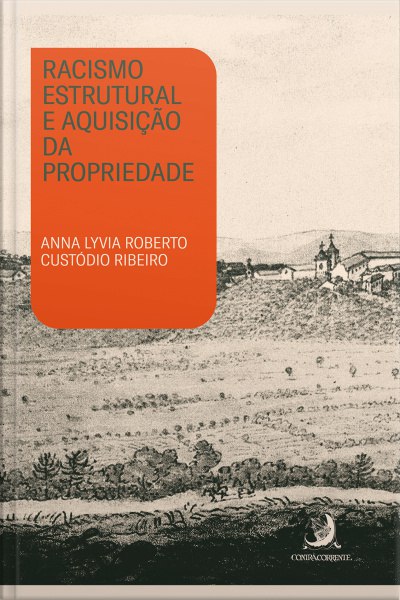 RACISMO
ESTRUTURAL
E AQUISIÇÃO
DA
PROPRIEDADE
ANNA LYVIA ROBERTO
CUSTÓDIO RIBEIRO
CONTRACORRENTE